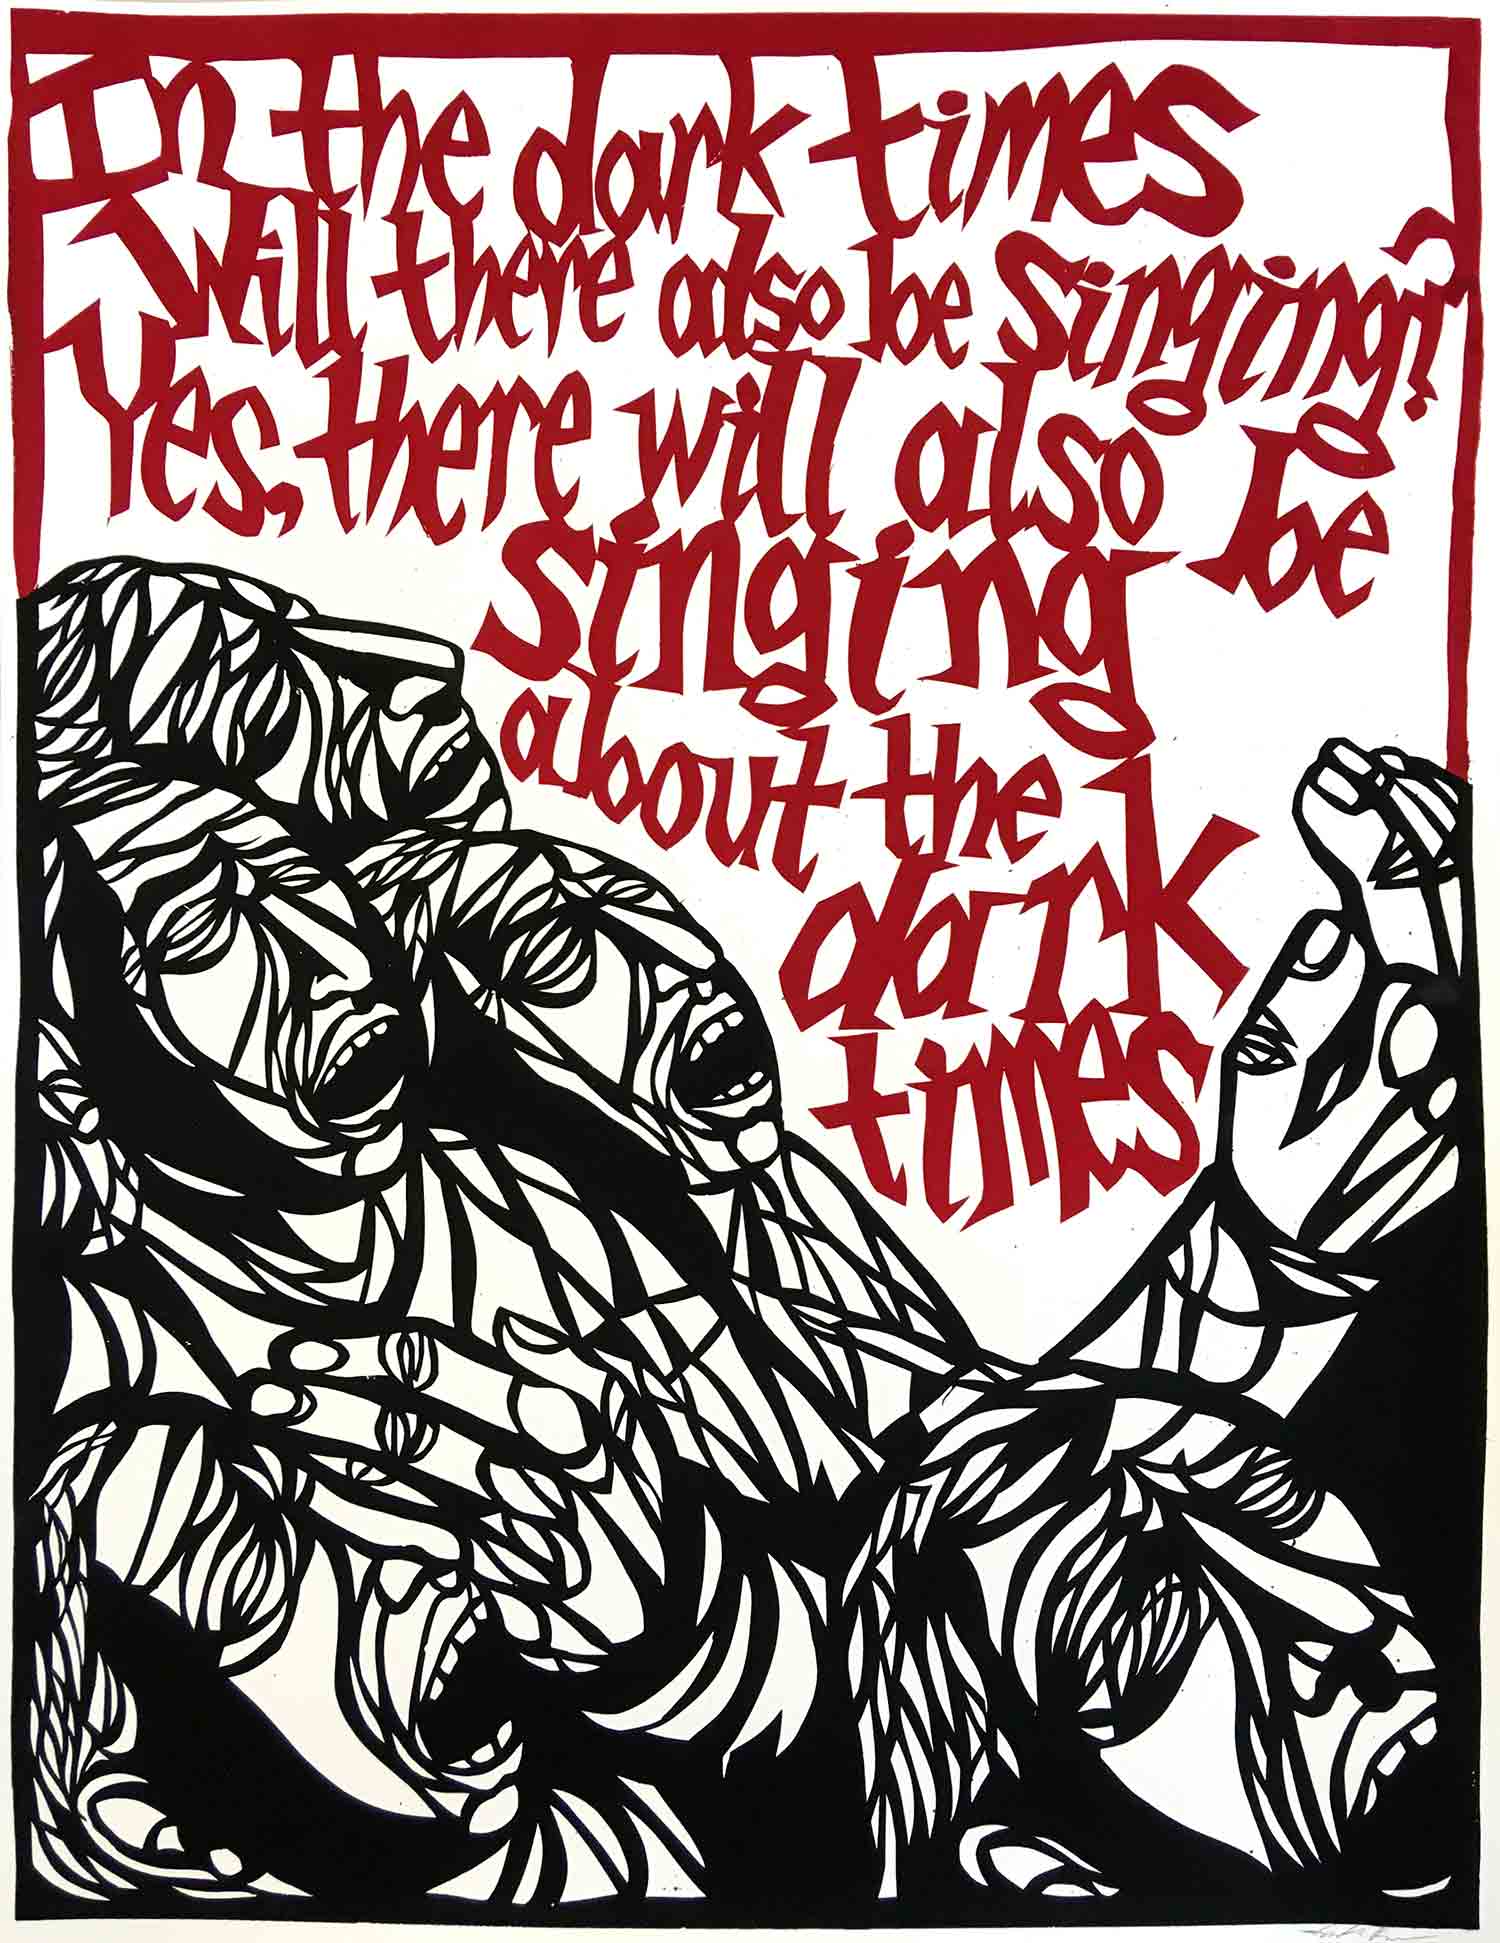 In the dark times
Will there also be singing?
Yes, there will also be
singing
about the
dark
times